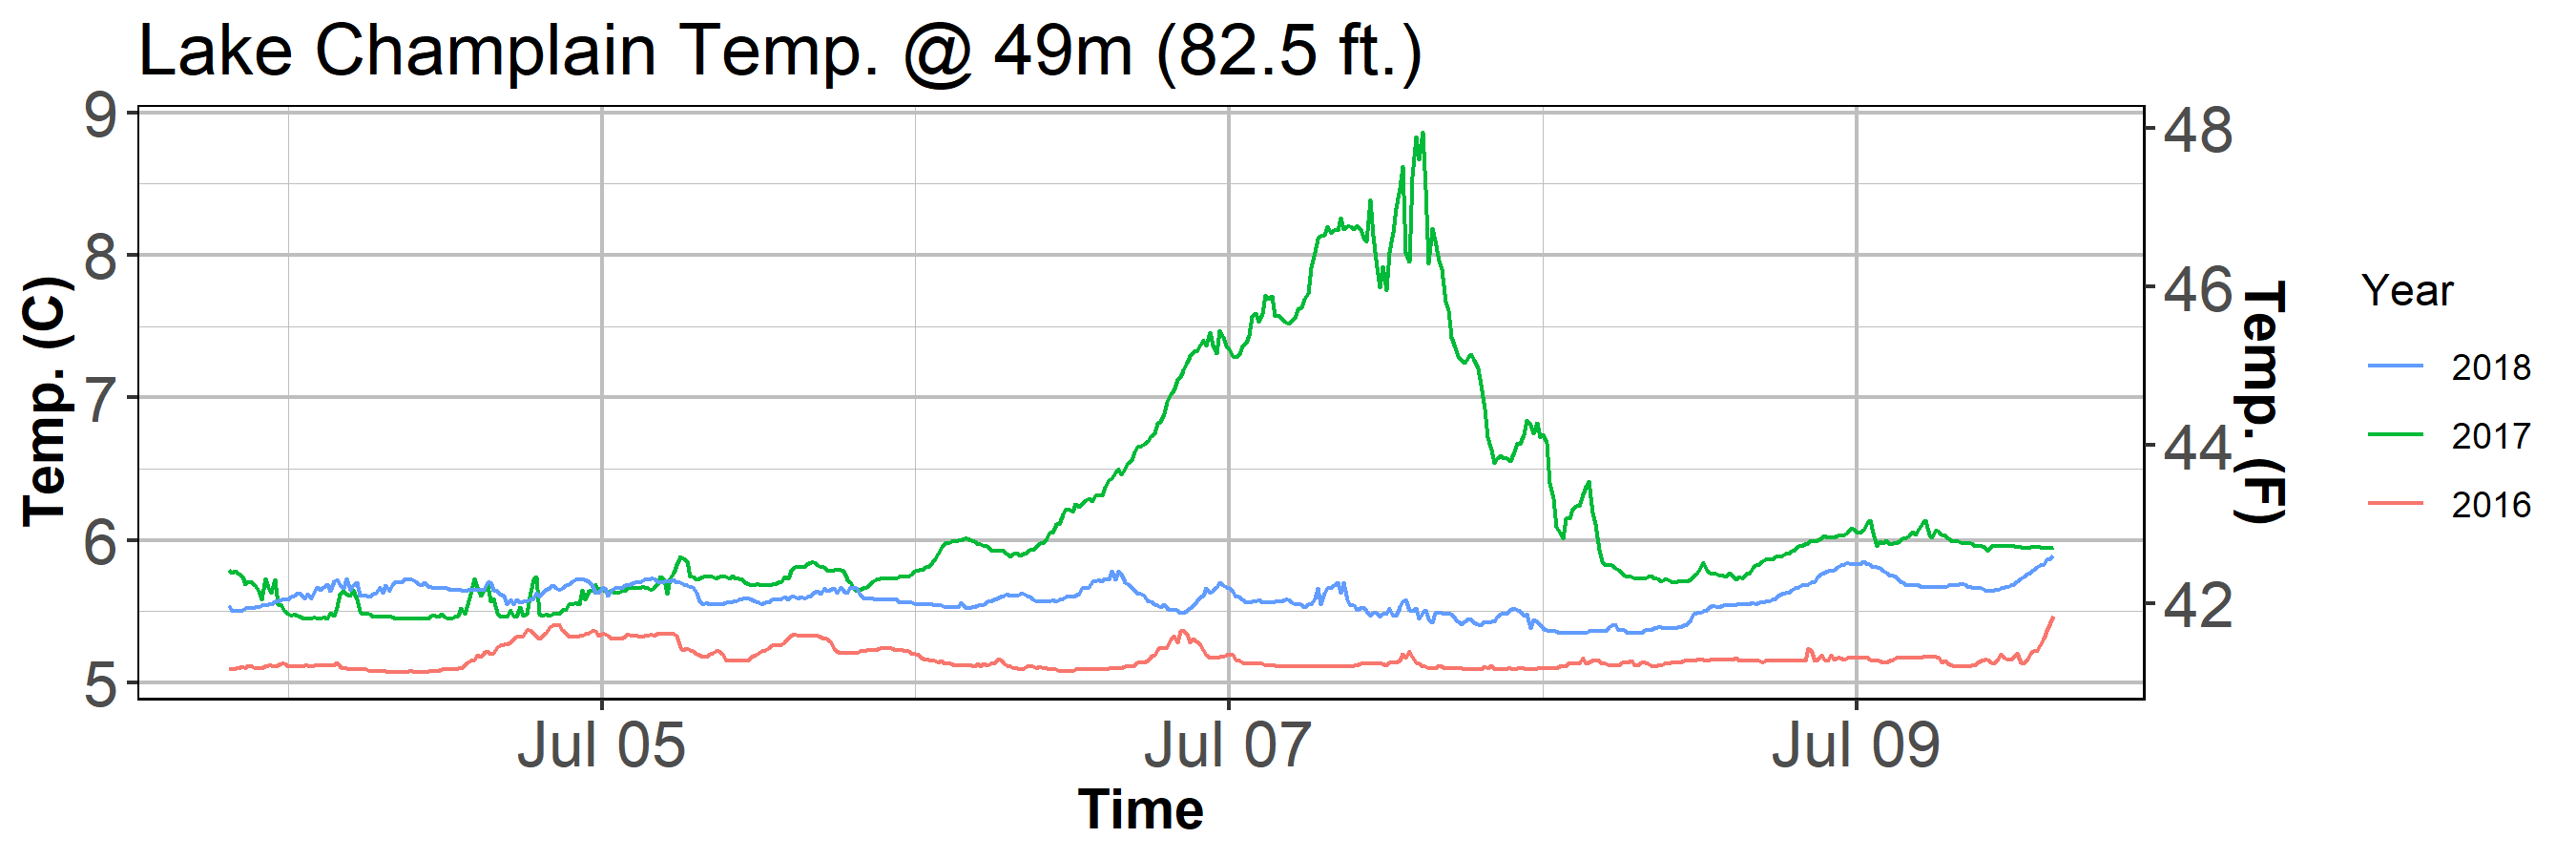 Lake Champlain Temp. @ 49m (82.5 ft.)
9
8
7
6
5
Temp. (C)
48
46
44
42
Temp. (F)
Jul 05
Jul 07
Jul 09
Time
Year
2018
2017
2016